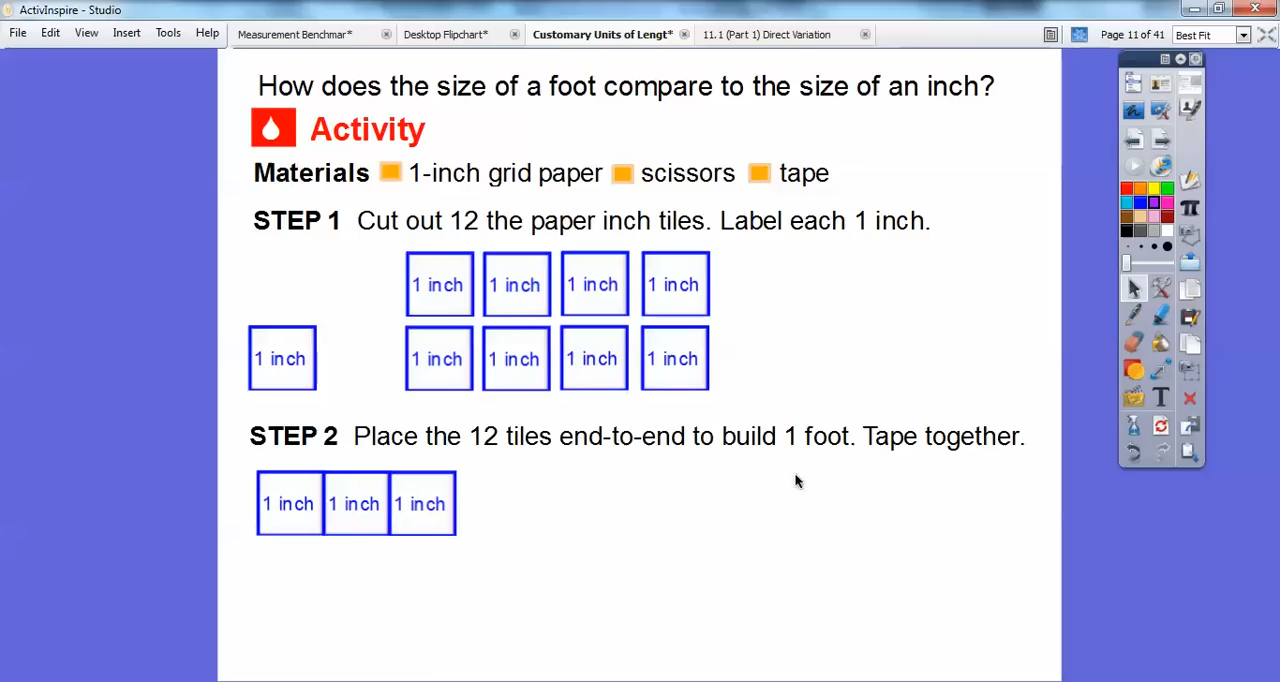 ActivInspire - Studio
File Edit View Insert Tools Help Measurement Benchmar* Desktop Flipchart* Customary Units of Lengt* 11.1 (Part 1) Direct Variation Page 11 of 41 Best Fit
How does the size of a foot compare to the size of an inch?
Activity
Materials 1-inch grid paper scissors tape
STEP 1 Cut out 12 the paper inch tiles. Label each 1 inch.
1 inch 1 inch 1 inch 1 inch
1 inch 1 inch 1 inch 1 inch 1 inch
STEP 2 Place the 12 tiles end-to-end to build 1 foot. Tape together.
1 inch 1 inch 1 inch